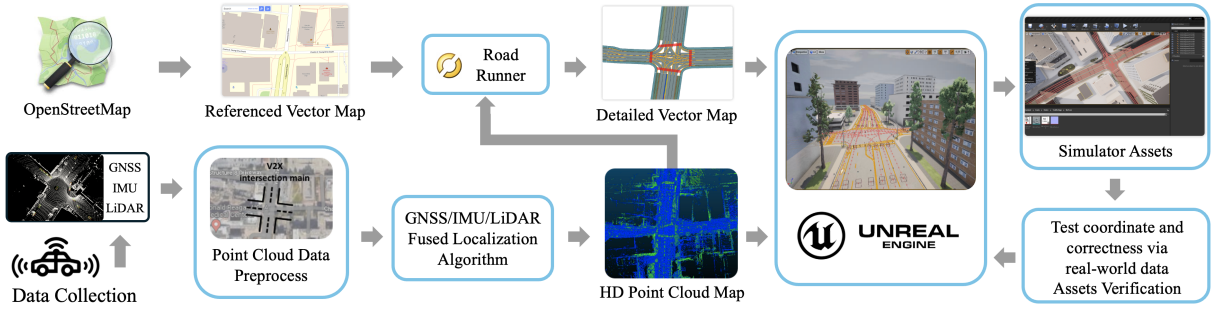 OpenStreetMap
Referenced Vector Map
Road
Runner
Detailed Vector Map
Simulator Assets
GNSS
IMU
LiDAR
Data Collection
V2X
intersection main
Point Cloud Data
Preprocess
GNSS/IMU/LiDAR
Fused Localization
Algorithm
HD Point Cloud Map
UNREAL
ENGINE
Test coordinate and
correctness via
real-world data
Assets Verification